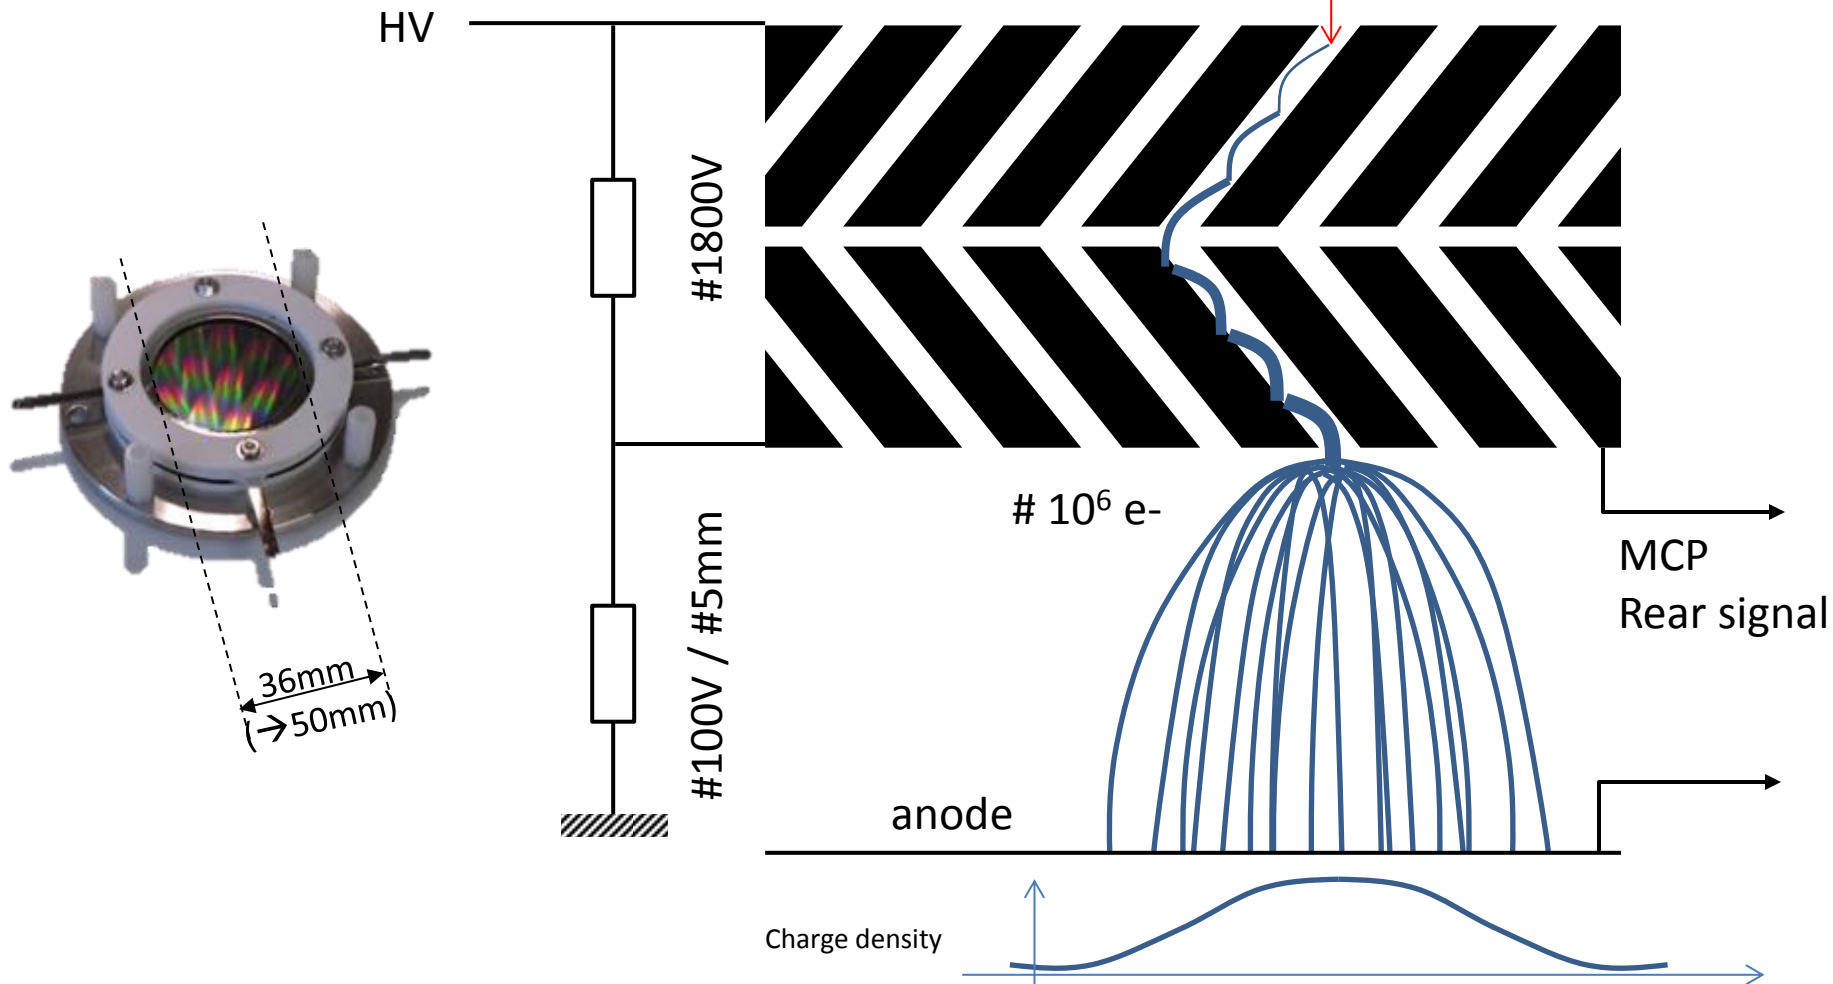 HV
#1800V
36mm
(→50mm)
#100V / #5mm
# 10⁶ e-
MCP
Rear signal
anode
Charge density